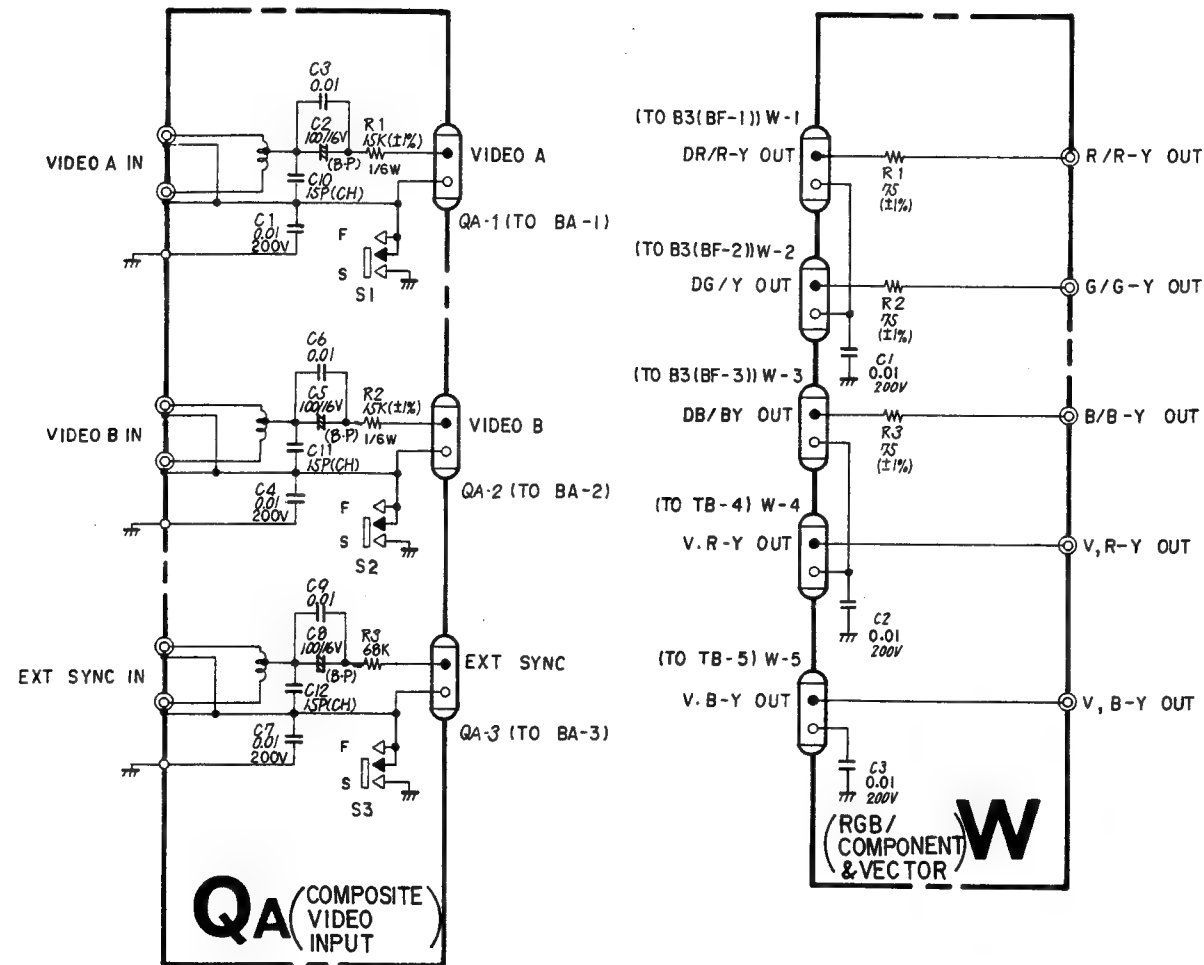 C3
0.01
C2
100/16V
(B·P)
R1
15K(±1%)
1/6W
VIDEO A IN
C10
15P(CH)
C1
0.01
200V
F
S
S1
VIDEO A
QA-1 (TO BA-1)
C6
0.01
C5
100/16V
(B·P)
R2
15K(±1%)
1/6W
VIDEO B IN
C11
15P(CH)
C4
0.01
200V
F
S
S2
VIDEO B
QA-2 (TO BA-2)
C9
0.01
C8
100/16V
(B·P)
R3
68K
EXT SYNC IN
C12
15P(CH)
C7
0.01
200V
F
S
S3
EXT SYNC
QA-3 (TO BA-3)
QA
(COMPOSITE
VIDEO
INPUT)
(TO B3(BF-1)) W-1
DR/R-Y OUT
R1
75
(±1%)
R/R-Y OUT
(TO B3(BF-2)) W-2
DG/Y OUT
R2
75
(±1%)
G/G-Y OUT
C1
0.01
200V
(TO B3(BF-3)) W-3
DB/BY OUT
R3
75
(±1%)
B/B-Y OUT
(TO TB-4) W-4
V.R-Y OUT
V,R-Y OUT
C2
0.01
200V
(TO TB-5) W-5
V.B-Y OUT
V, B-Y OUT
C3
0.01
200V
(RGB/
COMPONENT
&VECTOR)
W